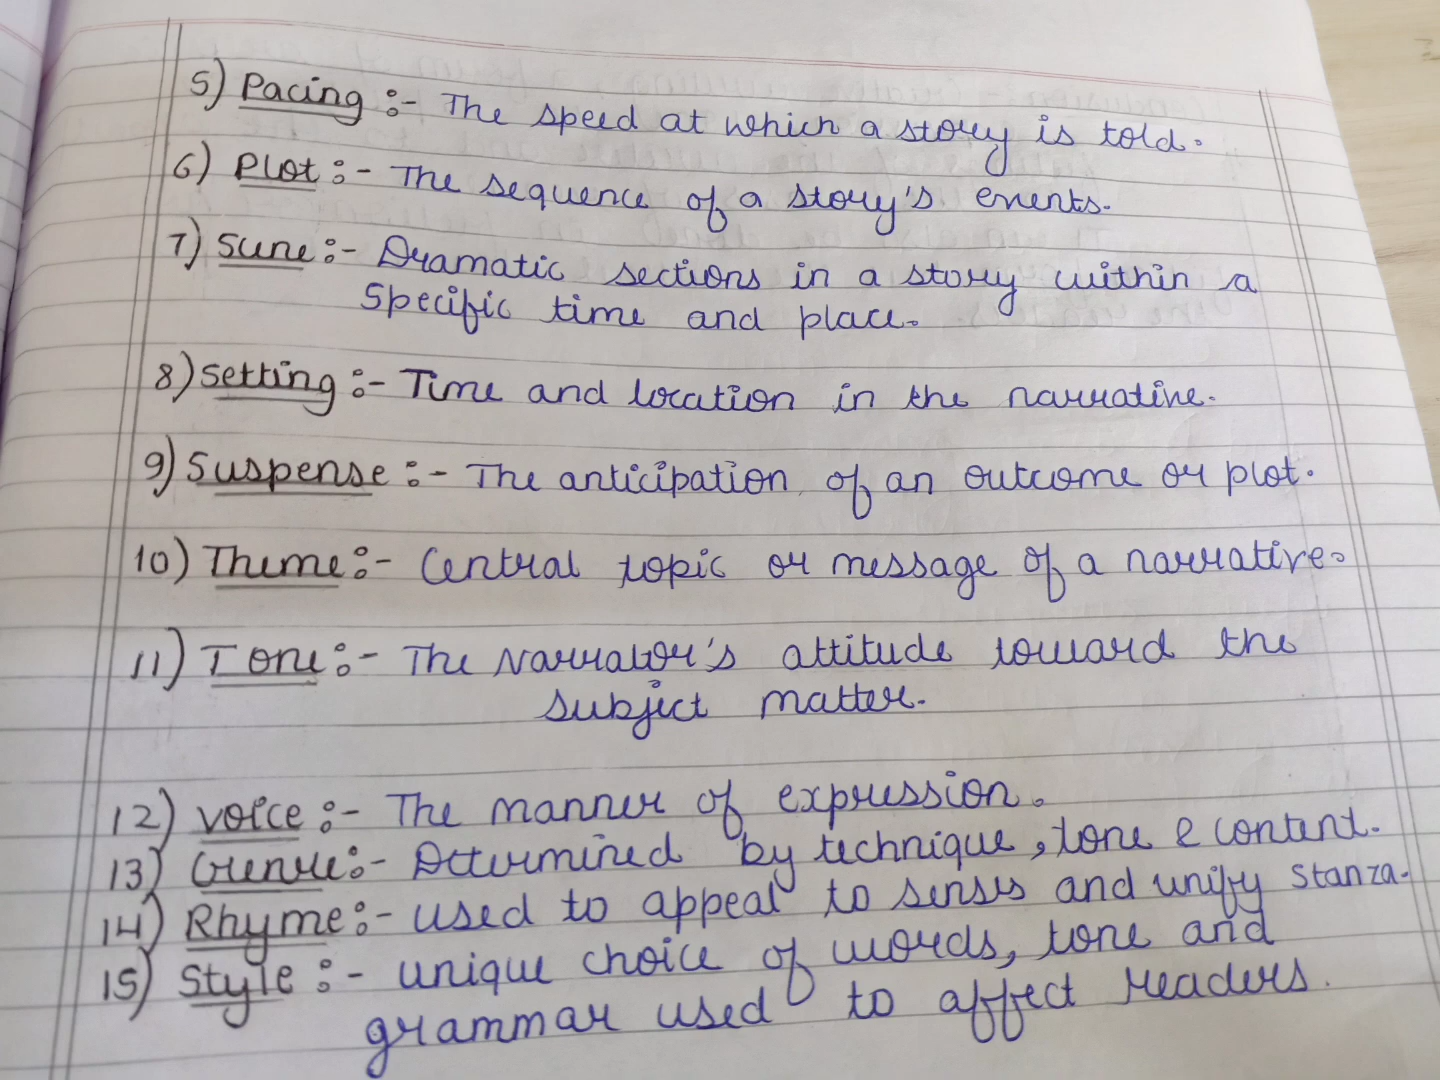 5) Pacing :- The speed at which a story is told.
6) Plot :- The sequence of a story's events.
7) Scene :- Dramatic sections in a story within a
specific time and place.
8) Setting :- Time and location in the narrative.
9) Suspense :- The anticipation of an outcome or plot.
10) Theme :- Central topic or message of a narrative.
11) Tone :- The Narrator's attitude toward the
subject matter.
12) Voice :- The manner of expression.
13) Genre :- Determined by technique, tone & content.
14) Rhyme :- used to appeal to senses and unify stanza.
15) Style :- unique choice of words, tone and
grammar used to affect readers.